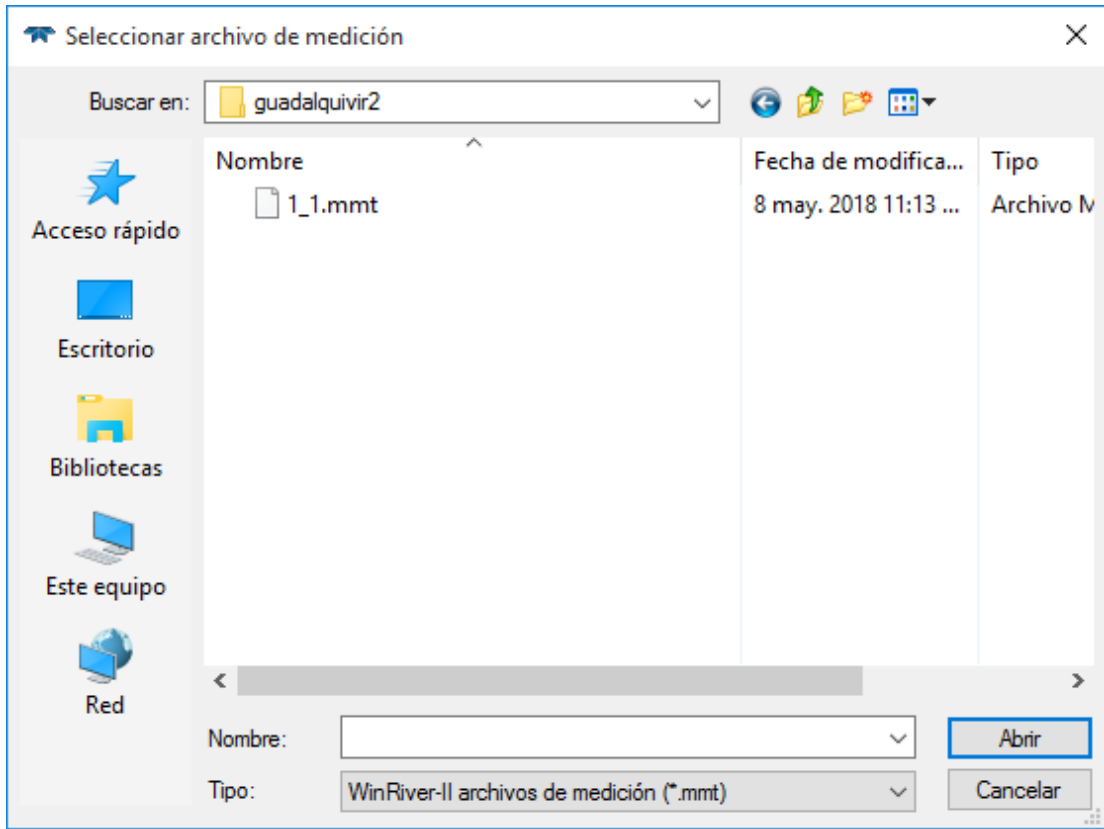 Seleccionar archivo de medición
Buscar en: guadalquivir2
Nombre Fecha de modifica... Tipo
1_1.mmt 8 may. 2018 11:13 ... Archivo M
Acceso rápido
Escritorio
Bibliotecas
Este equipo
Red
Nombre: Abrir
Tipo: WinRiver-II archivos de medición (*.mmt) Cancelar